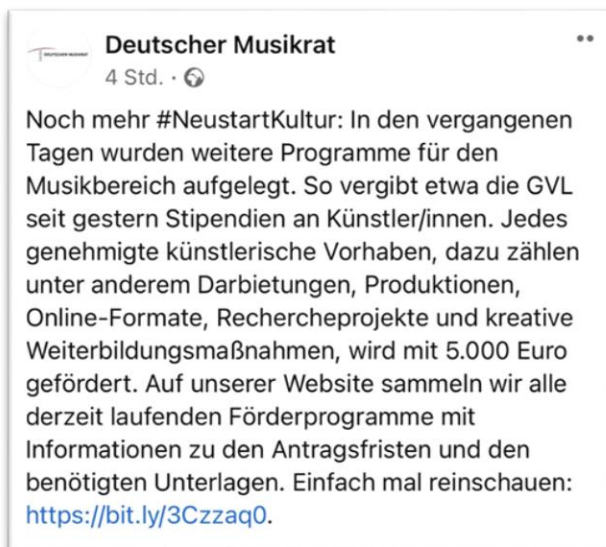 Deutscher Musikrat
4 Std. ·
Noch mehr #NeustartKultur: In den vergangenen
Tagen wurden weitere Programme für den
Musikbereich aufgelegt. So vergibt etwa die GVL
seit gestern Stipendien an Künstler/innen. Jedes
genehmigte künstlerische Vorhaben, dazu zählen
unter anderem Darbietungen, Produktionen,
Online-Formate, Rechercheprojekte und kreative
Weiterbildungsmaßnahmen, wird mit 5.000 Euro
gefördert. Auf unserer Website sammeln wir alle
derzeit laufenden Förderprogramme mit
Informationen zu den Antragsfristen und den
benötigten Unterlagen. Einfach mal reinschauen:
https://bit.ly/3Czzaq0.